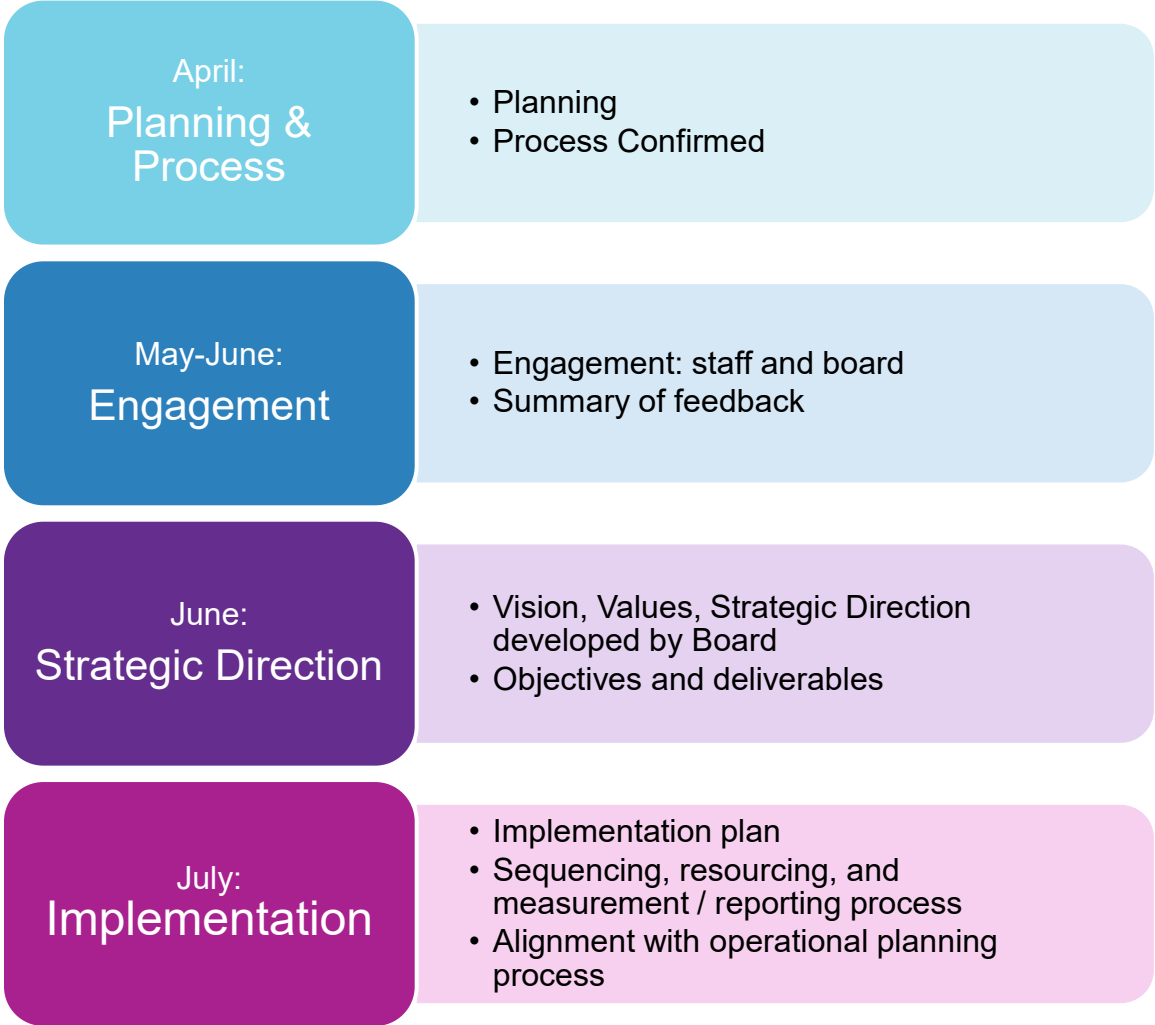 April:
Planning &
Process
• Planning
• Process Confirmed
May-June:
Engagement
• Engagement: staff and board
• Summary of feedback
June:
Strategic Direction
• Vision, Values, Strategic Direction
developed by Board
• Objectives and deliverables
July:
Implementation
• Implementation plan
• Sequencing, resourcing, and
measurement / reporting process
• Alignment with operational planning
process